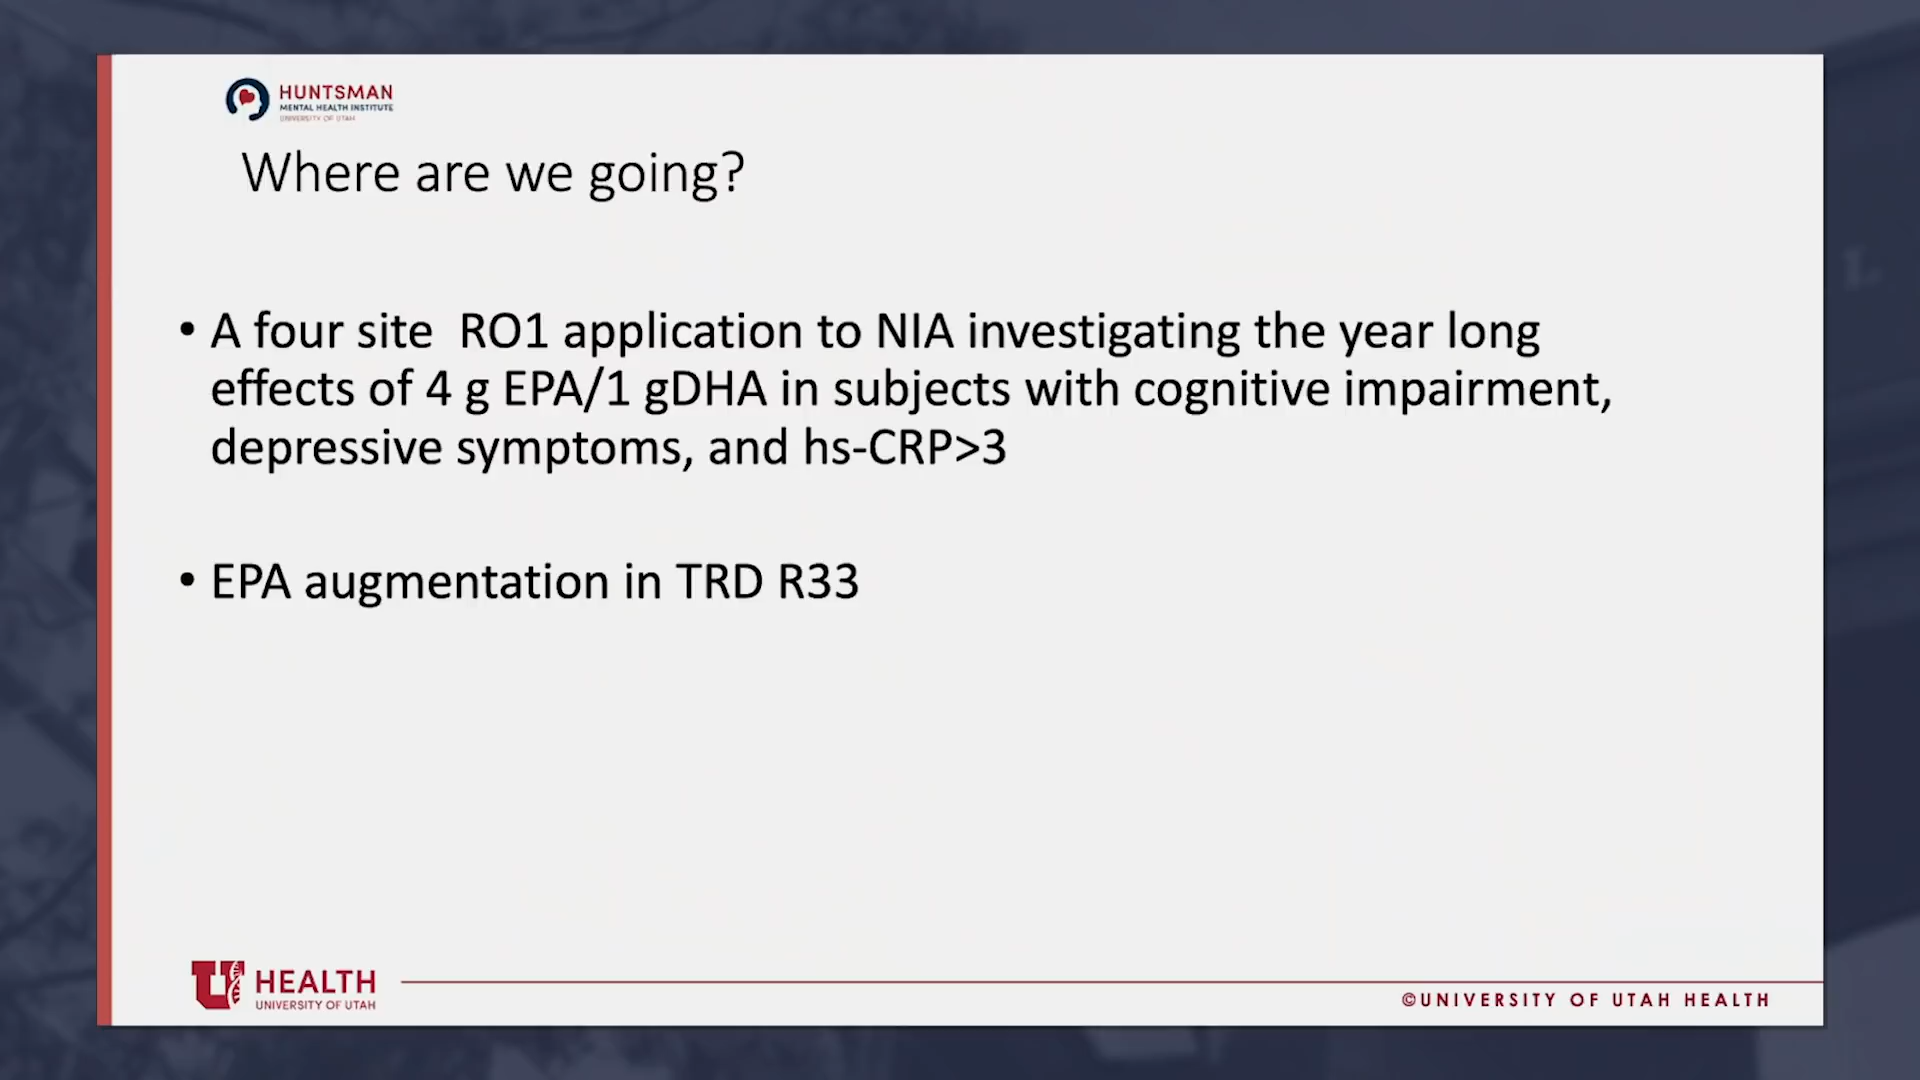 HUNTSMAN
MENTAL HEALTH INSTITUTE
UNIVERSITY OF UTAH
Where are we going?
• A four site  RO1 application to NIA investigating the year long
effects of 4 g EPA/1 gDHA in subjects with cognitive impairment,
depressive symptoms, and hs-CRP>3
• EPA augmentation in TRD R33
U HEALTH
UNIVERSITY OF UTAH
©UNIVERSITY OF UTAH HEALTH
L